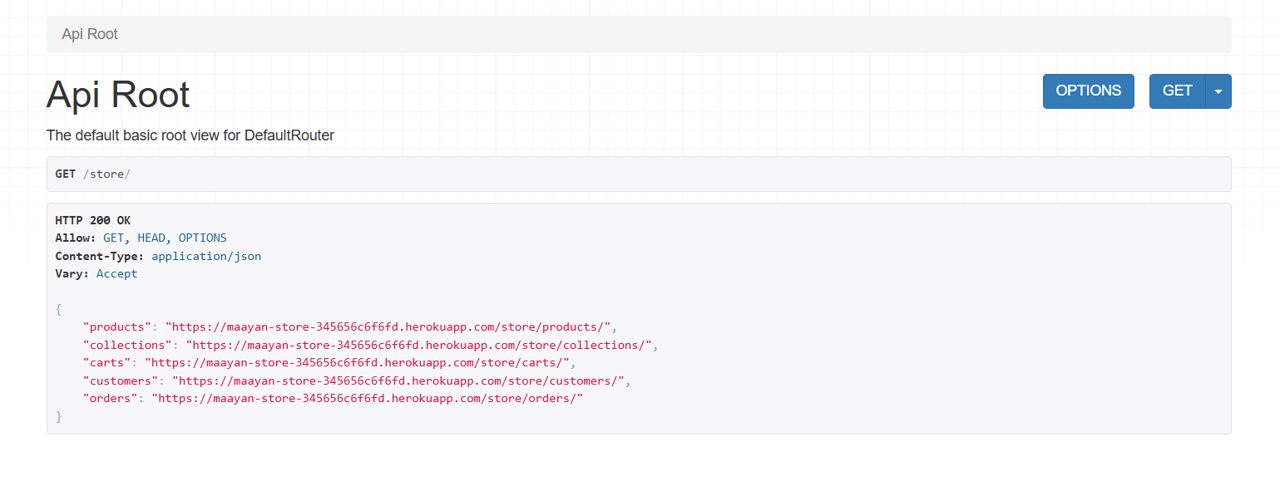 Api Root
Api Root
OPTIONS
GET
The default basic root view for DefaultRouter
GET /store/
HTTP 200 OK
Allow: GET, HEAD, OPTIONS
Content-Type: application/json
Vary: Accept
{
    "products": "https://maayan-store-345656c6f6fd.herokuapp.com/store/products/",
    "collections": "https://maayan-store-345656c6f6fd.herokuapp.com/store/collections/",
    "carts": "https://maayan-store-345656c6f6fd.herokuapp.com/store/carts/",
    "customers": "https://maayan-store-345656c6f6fd.herokuapp.com/store/customers/",
    "orders": "https://maayan-store-345656c6f6fd.herokuapp.com/store/orders/"
}